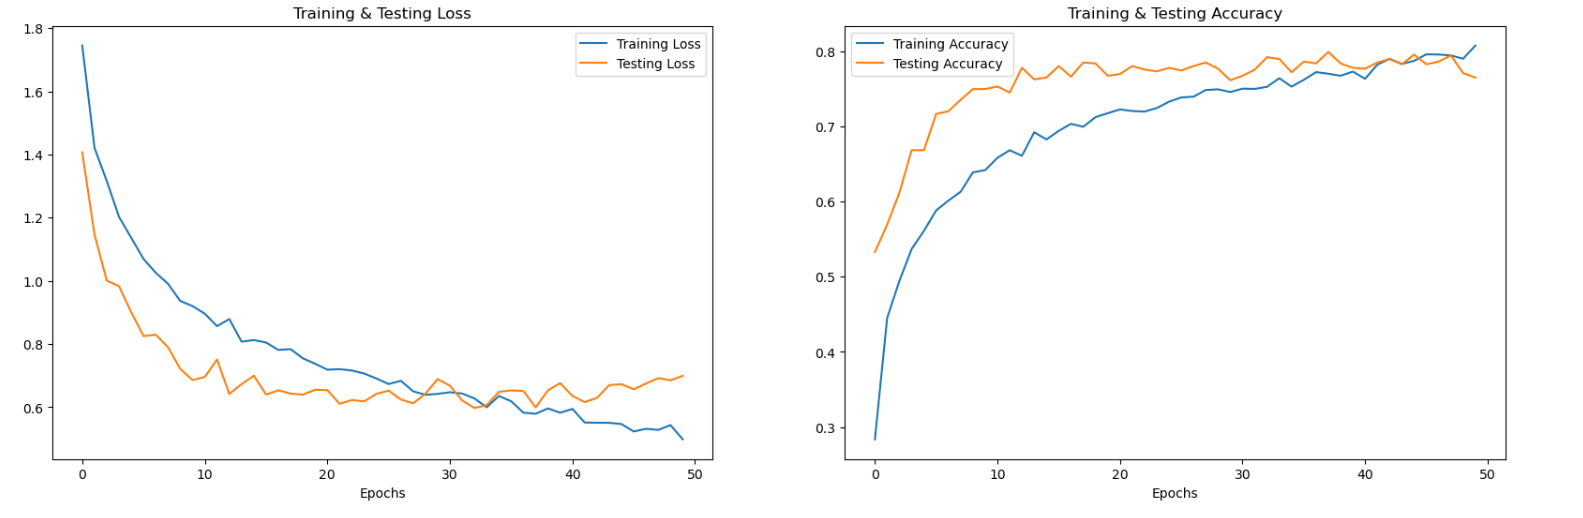 Training & Testing Loss
1.8
1.6
1.4
1.2
1.0
0.8
0.6
Training Loss
Testing Loss
0 10 20 30 40 50
Epochs
Training & Testing Accuracy
0.8
0.7
0.6
0.5
0.4
0.3
Training Accuracy
Testing Accuracy
0 10 20 30 40 50
Epochs